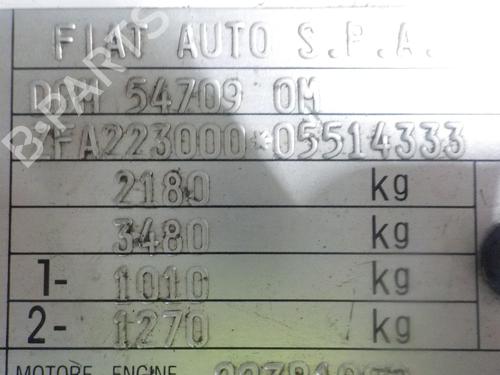 FIAT AUTO S.P.A.
DGM 54709 OM
ZFA223000*05514333
2180 kg
3480 kg
1- 1010 kg
2- 1270 kg
MOTORE ENGINE
B-PARTS